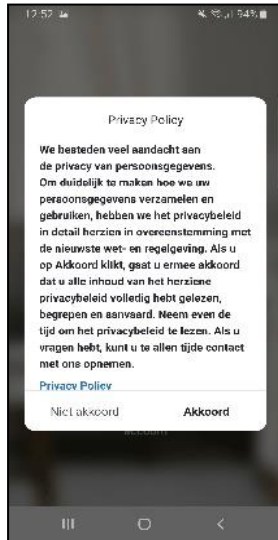 12:52
94%
Privacy Policy
We besteden veel aandacht aan
de privacy van persoonsgegevens.
Om duidelijk te maken hoe we uw
persoonsgegevens verzamelen en
gebruiken, hebben we het privacybeleid
in detail herzien in overeenstemming met
de nieuwste wet- en regelgeving. Als u
op Akkoord klikt, gaat u ermee akkoord
dat u alle inhoud van het herziene
privacybeleid volledig hebt gelezen,
begrepen en aanvaard. Neem even de
tijd om het privacybeleid te lezen. Als u
vragen hebt, kunt u te allen tijde contact
met ons opnemen.
Privacy Policy
Niet akkoord Akkoord
account